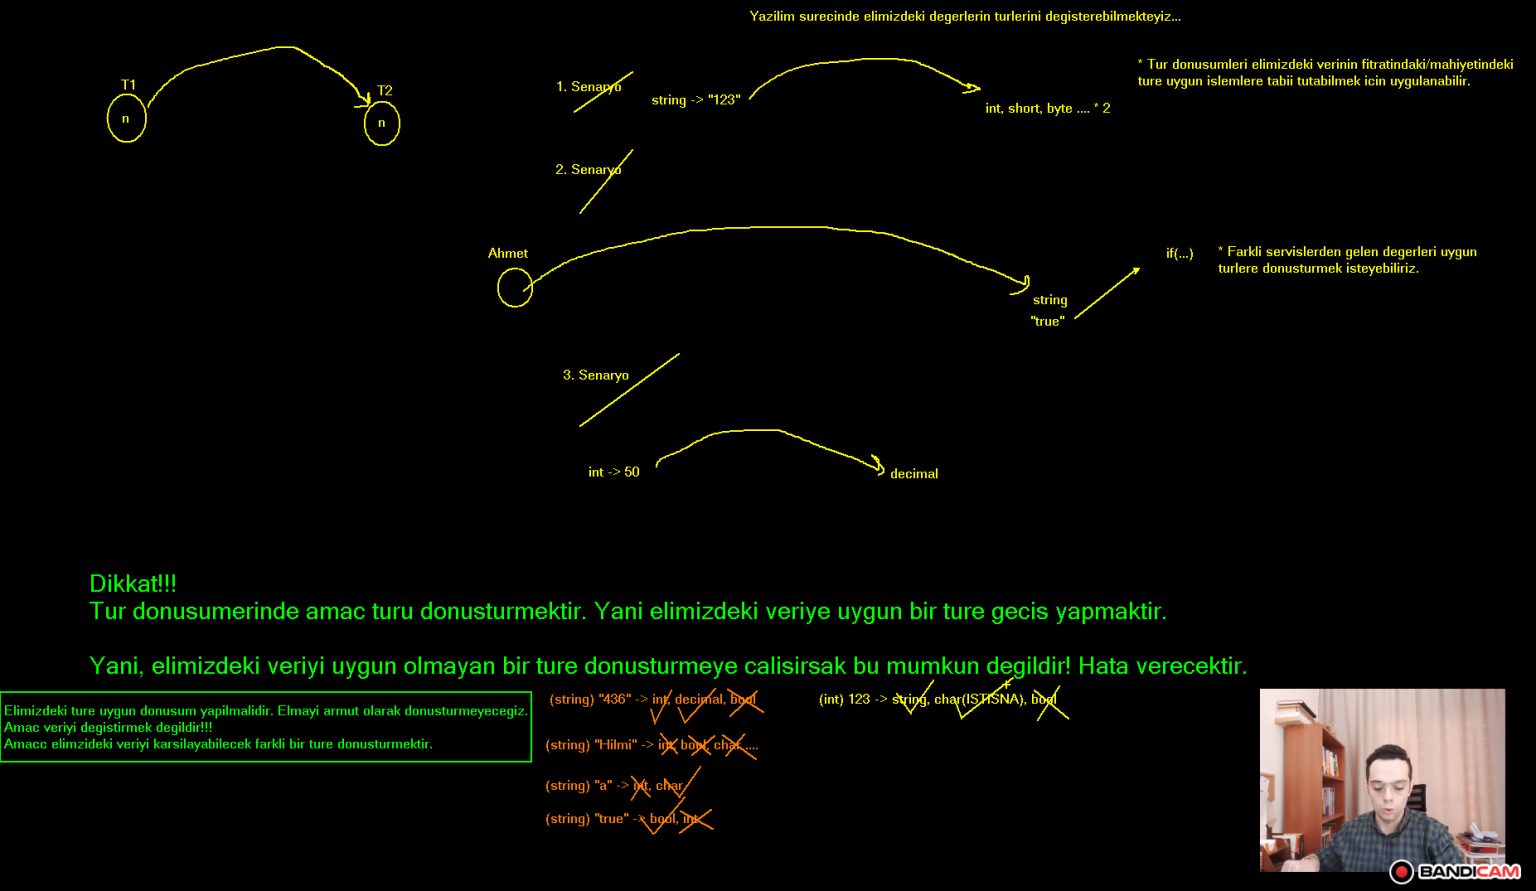 Yazilim surecinde elimizdeki degerlerin turlerini degisterebilmekteyiz...
T1
n
T2
n
1. Senaryo
string -> "123"
int, short, byte .... * 2
* Tur donusumleri elimizdeki verinin fitratindaki/mahiyetindeki
ture uygun islemlere tabii tutabilmek icin uygulanabilir.
2. Senaryo
Ahmet
string
"true"
if(...)
* Farkli servislerden gelen degerleri uygun
turlere donusturmek isteyebiliriz.
3. Senaryo
int -> 50
decimal
Dikkat!!!
Tur donusumerinde amac turu donusturmektir. Yani elimizdeki veriye uygun bir ture gecis yapmaktir.
Yani, elimizdeki veriyi uygun olmayan bir ture donusturmeye calisirsak bu mumkun degildir! Hata verecektir.
Elimizdeki ture uygun donusum yapilmalidir. Elmayi armut olarak donusturmeyecegiz.
Amac veriyi degistirmek degildir!!!
Amacc elimzideki veriyi karsilayabilecek farkli bir ture donusturmektir.
(string) "436" -> int, decimal, bool
(string) "Hilmi" -> int, bool, char ....
(string) "a" -> int, char
(string) "true" -> bool, int
(int) 123 -> string, char(ISTISNA), bool
BANDICAM